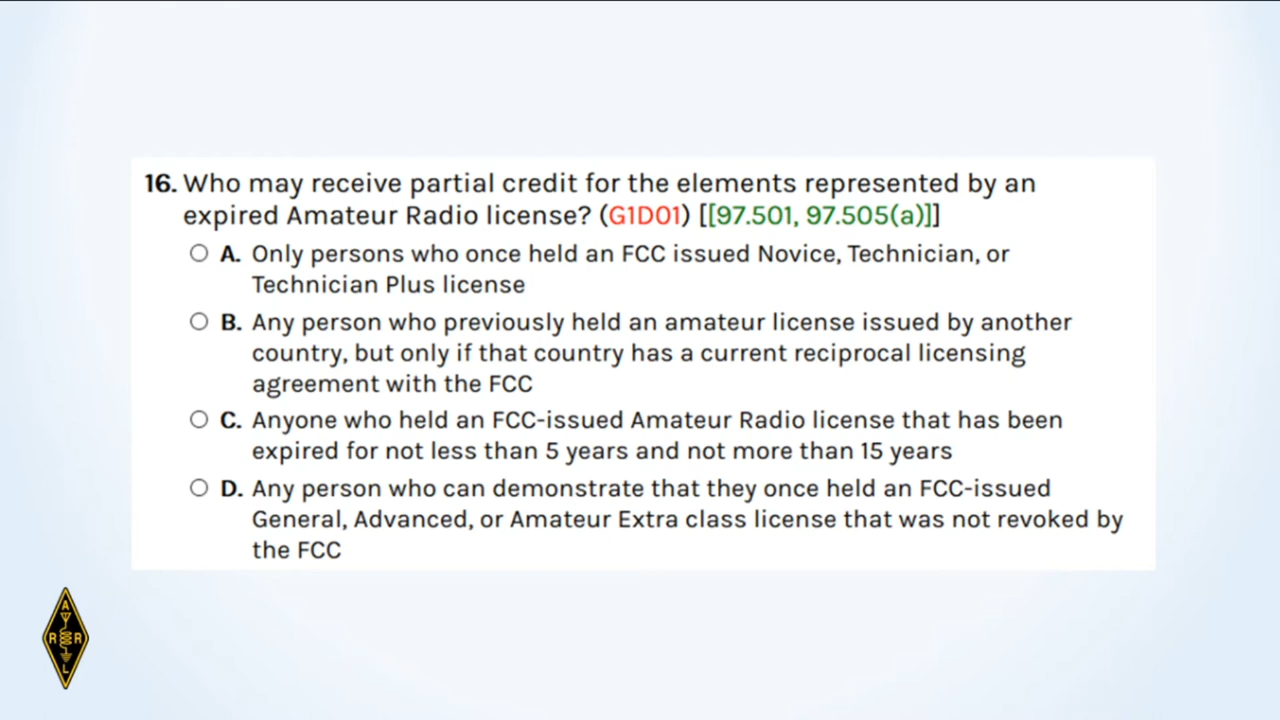 16. Who may receive partial credit for the elements represented by an
expired Amateur Radio license? (G1D01) [[97.501, 97.505(a)]]
A. Only persons who once held an FCC issued Novice, Technician, or
Technician Plus license
B. Any person who previously held an amateur license issued by another
country, but only if that country has a current reciprocal licensing
agreement with the FCC
C. Anyone who held an FCC-issued Amateur Radio license that has been
expired for not less than 5 years and not more than 15 years
D. Any person who can demonstrate that they once held an FCC-issued
General, Advanced, or Amateur Extra class license that was not revoked by
the FCC
A
R R
L